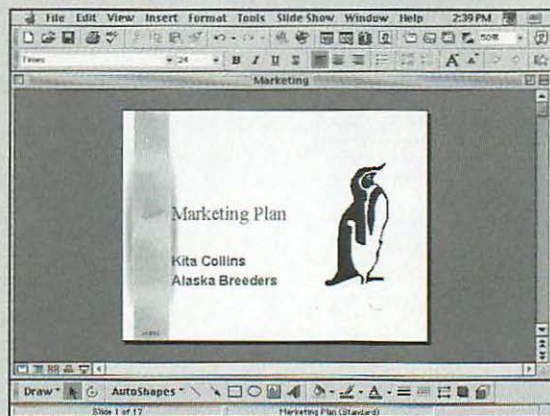 File Edit View Insert Format Tools Slide Show Window Help 2:39 PM
50%
Times 24 B I U S A A
Marketing
Marketing Plan
Kita Collins
Alaska Breeders
Draw AutoShapes A
Slide 1 of 17 Marketing Plan (Standard)